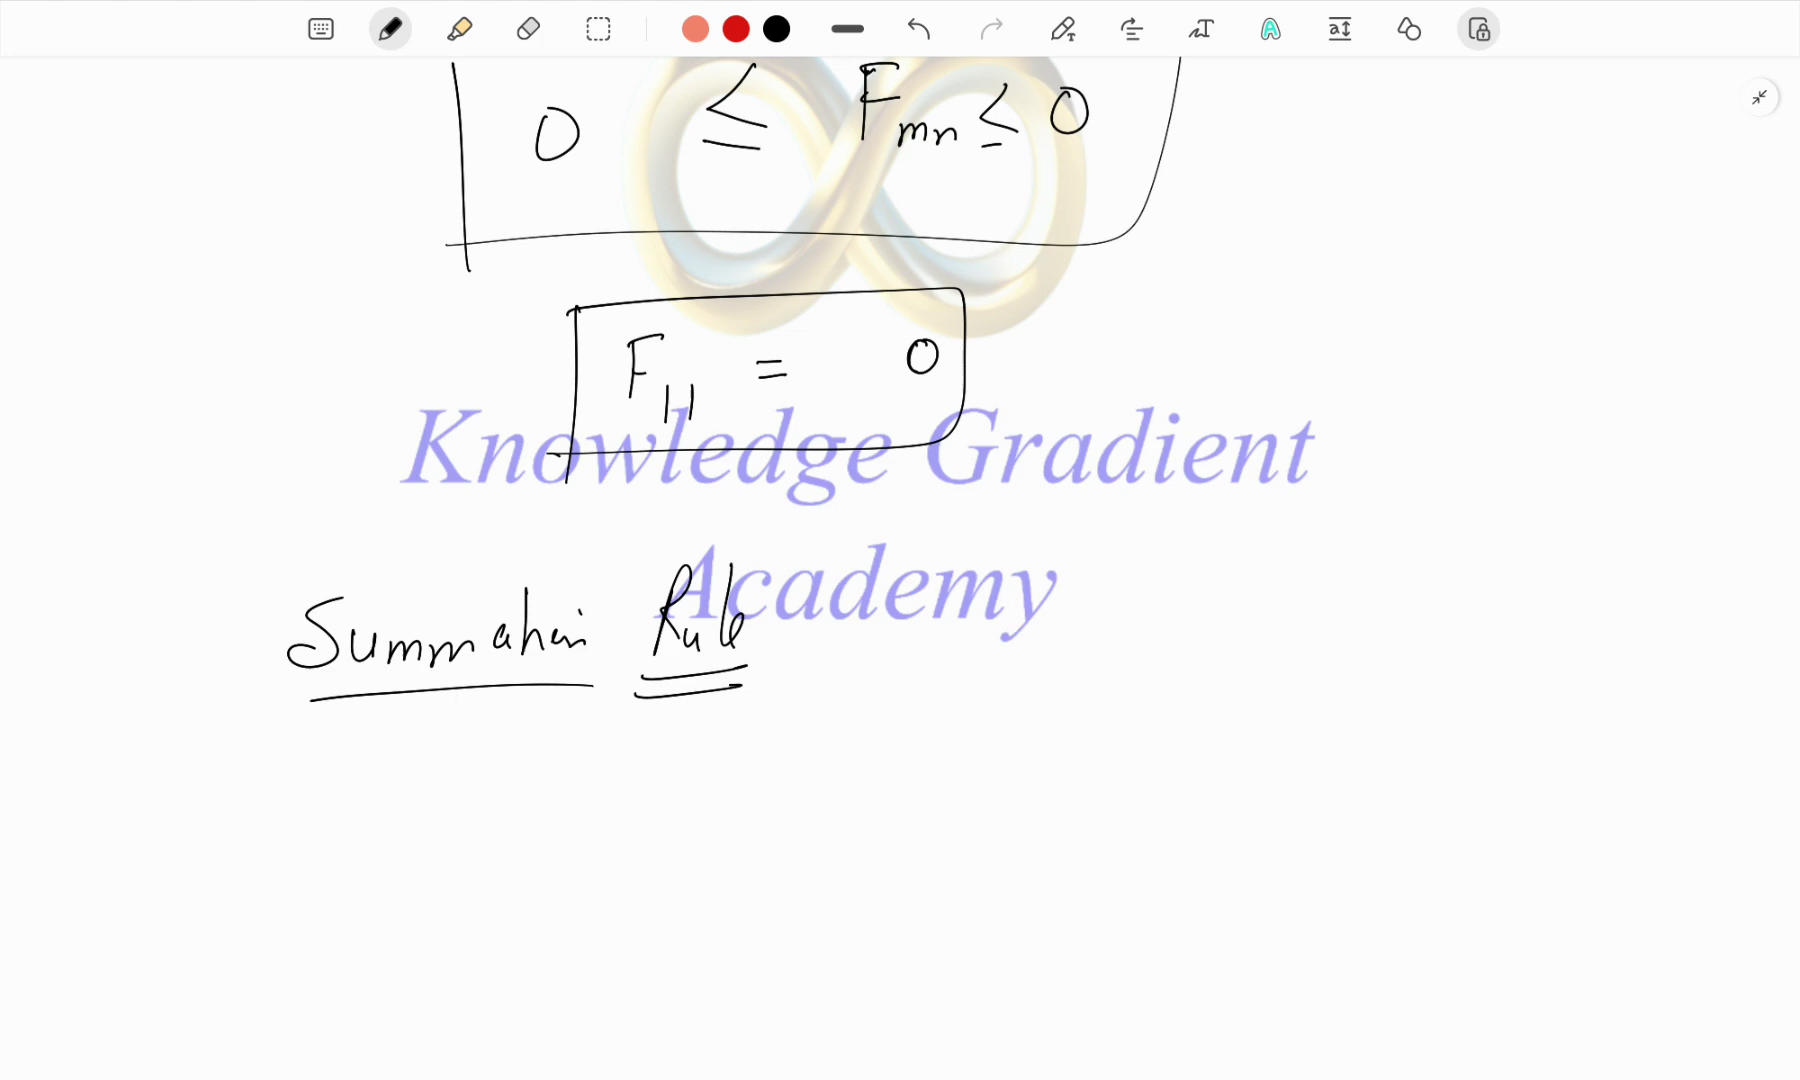 0 ≤ Fmn ≤ 0
F11 = 0
Knowledge Gradient
Academy
Summation Rule